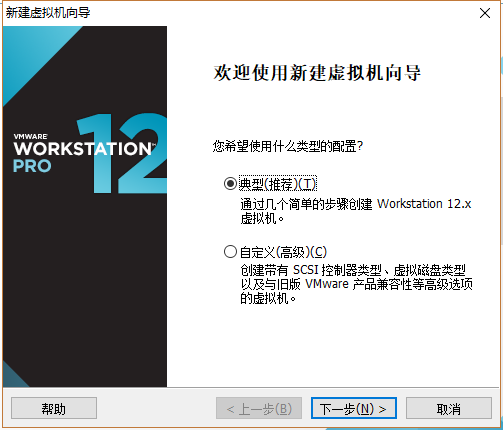 新建虚拟机向导
欢迎使用新建虚拟机向导
VMWARE
WORKSTATION™
PRO
12
您希望使用什么类型的配置?
典型(推荐)(T)
通过几个简单的步骤创建 Workstation 12.x
虚拟机。
自定义(高级)(C)
创建带有 SCSI 控制器类型、虚拟磁盘类型
以及与旧版 VMware 产品兼容性等高级选项
的虚拟机。
帮助
< 上一步(B)
下一步(N) >
取消